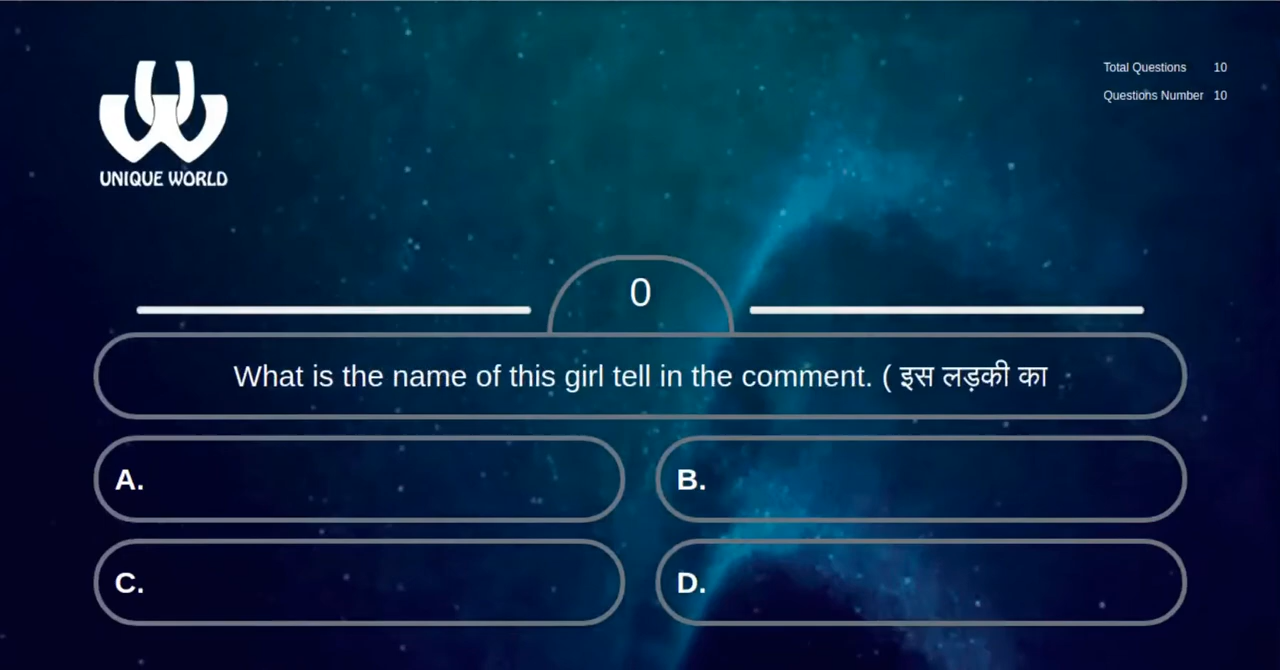 UNIQUE WORLD
Total Questions 10
Questions Number 10
0
What is the name of this girl tell in the comment. ( इस लड़की का
A.
B.
C.
D.